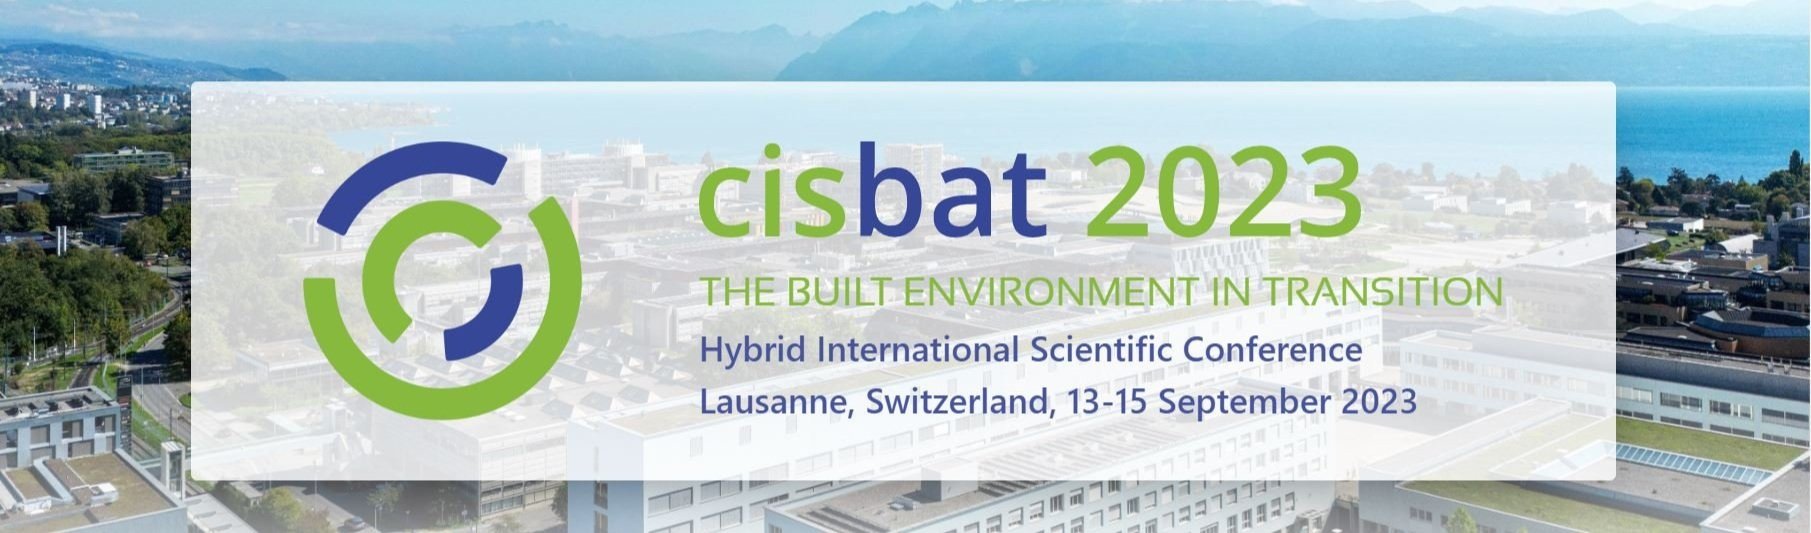 cisbat 2023
THE BUILT ENVIRONMENT IN TRANSITION
Hybrid International Scientific Conference
Lausanne, Switzerland, 13-15 September 2023